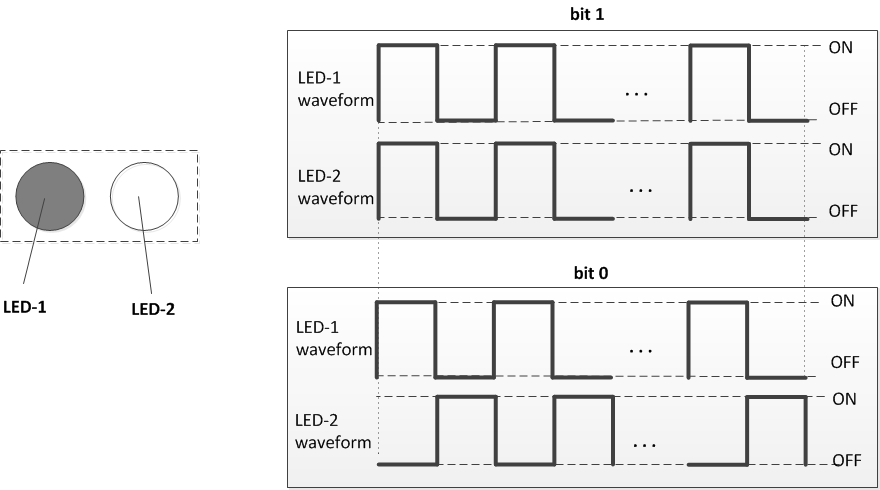 bit 1
LED-1
waveform
ON
OFF
...
LED-2
waveform
ON
OFF
...
LED-1
LED-2
bit 0
LED-1
waveform
ON
OFF
...
LED-2
waveform
ON
OFF
...